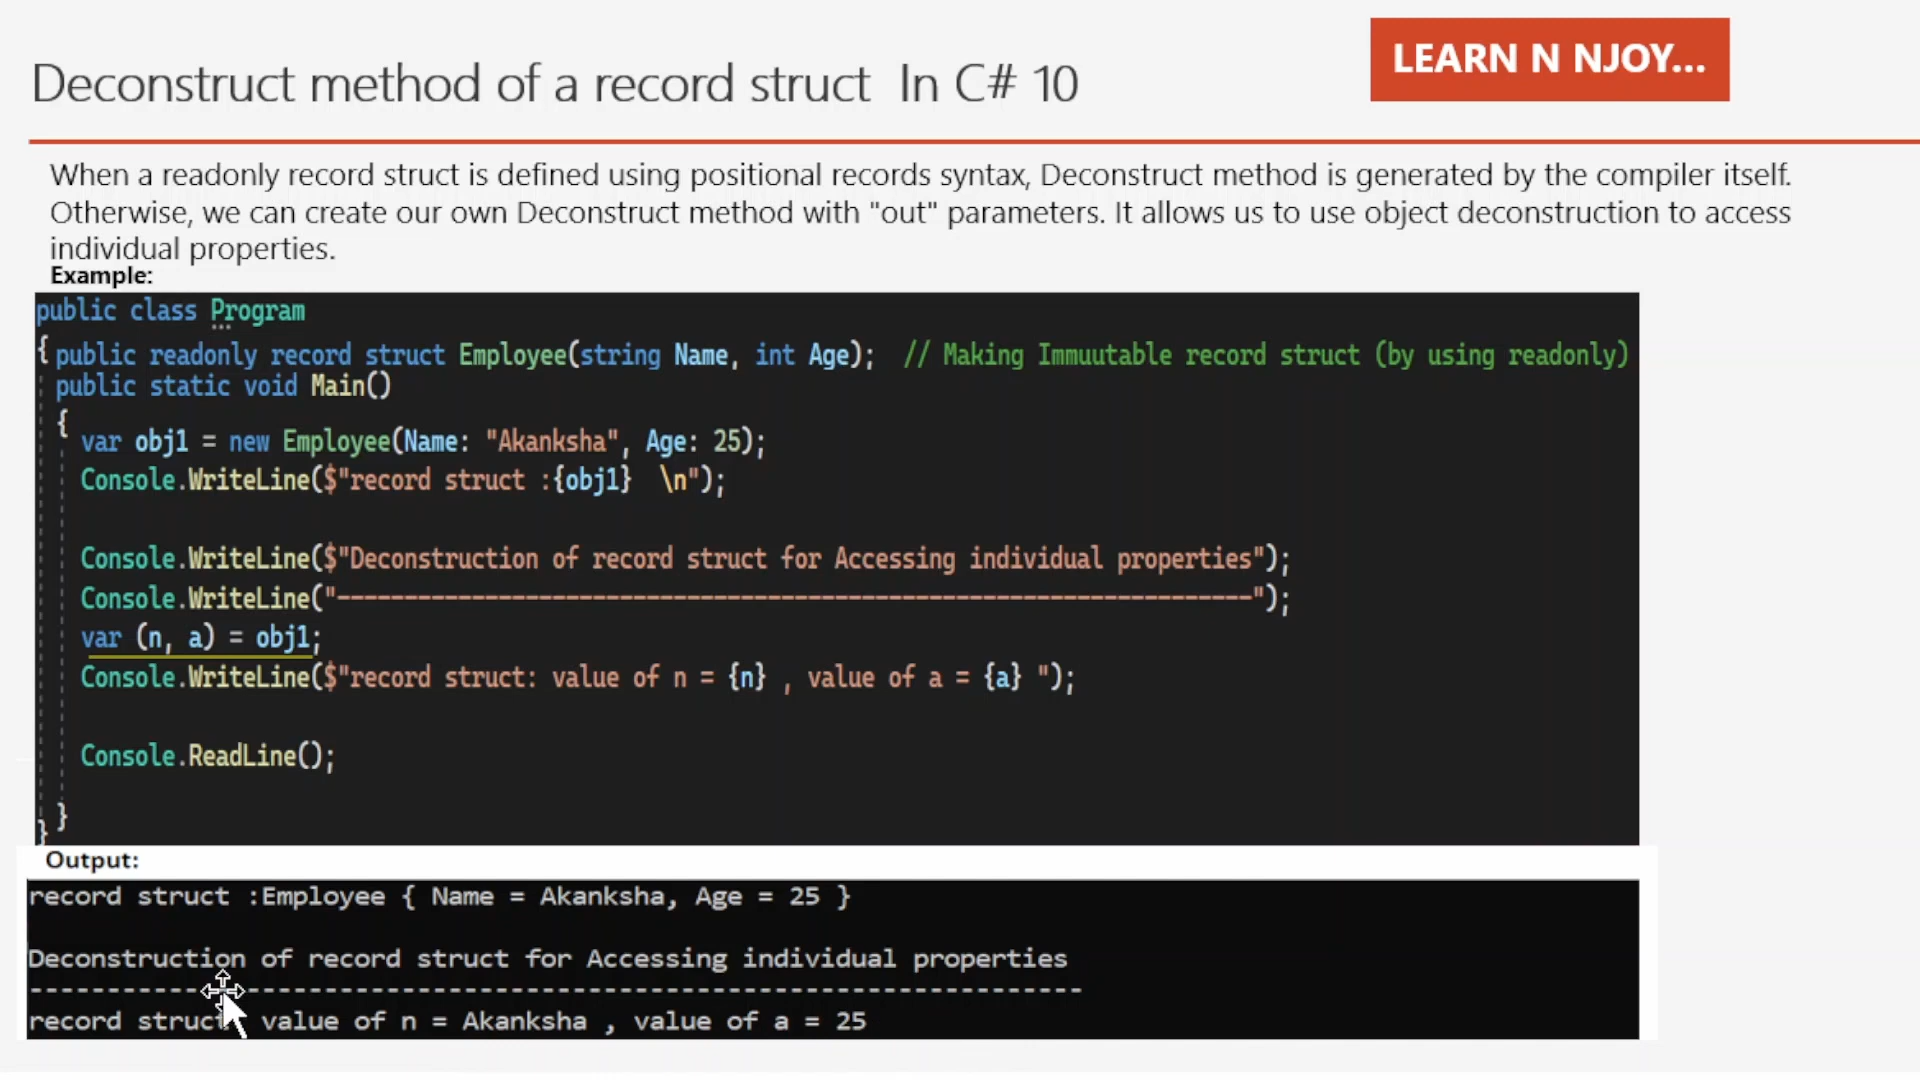 LEARN N NJOY...
Deconstruct method of a record struct In C# 10
When a readonly record struct is defined using positional records syntax, Deconstruct method is generated by the compiler itself.
Otherwise, we can create our own Deconstruct method with "out" parameters. It allows us to use object deconstruction to access
individual properties.
Example:
public class Program
{ public readonly record struct Employee(string Name, int Age); // Making Immuutable record struct (by using readonly)
public static void Main()
{
var obj1 = new Employee(Name: "Akanksha", Age: 25);
Console.WriteLine($"record struct :{obj1}  \n");
Console.WriteLine($"Deconstruction of record struct for Accessing individual properties");
Console.WriteLine("--------------------------------------------------------------------");
var (n, a) = obj1;
Console.WriteLine($"record struct: value of n = {n} , value of a = {a} ");
Console.ReadLine();
}
}
Output:
record struct :Employee { Name = Akanksha, Age = 25 }
Deconstruction of record struct for Accessing individual properties
--------------------------------------------------------------------
record struct value of n = Akanksha , value of a = 25